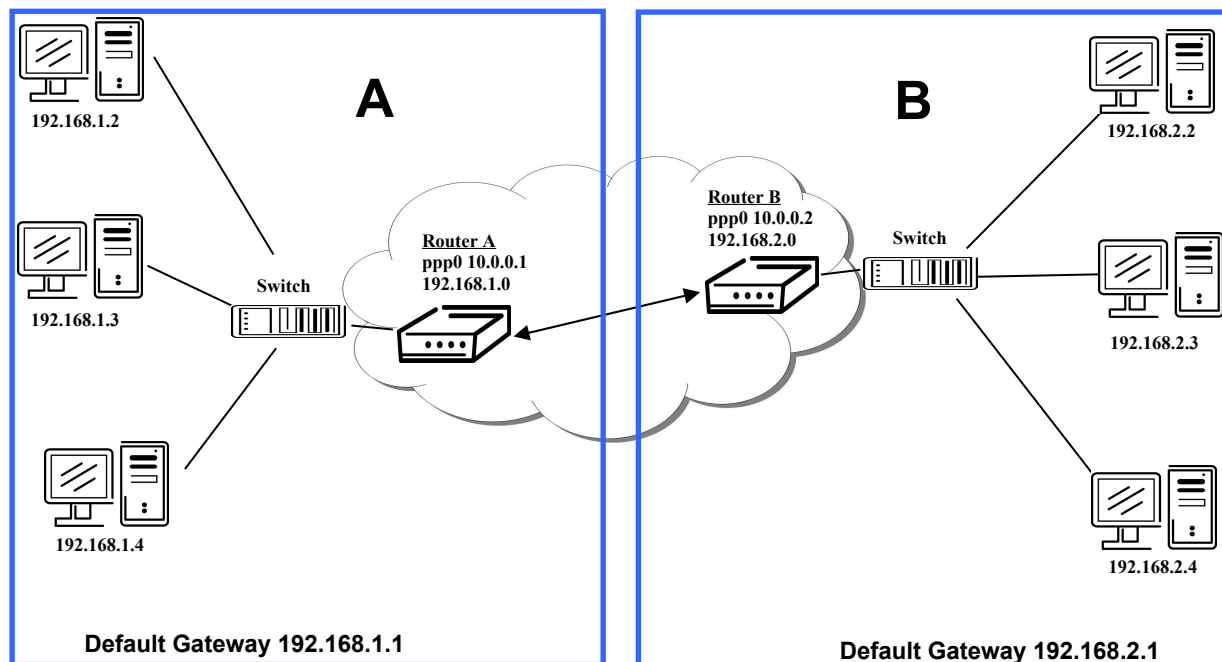 A
192.168.1.2
192.168.1.3
192.168.1.4
Switch
Router A
ppp0 10.0.0.1
192.168.1.0
Default Gateway 192.168.1.1
B
Router B
ppp0 10.0.0.2
192.168.2.0
Switch
192.168.2.2
192.168.2.3
192.168.2.4
Default Gateway 192.168.2.1